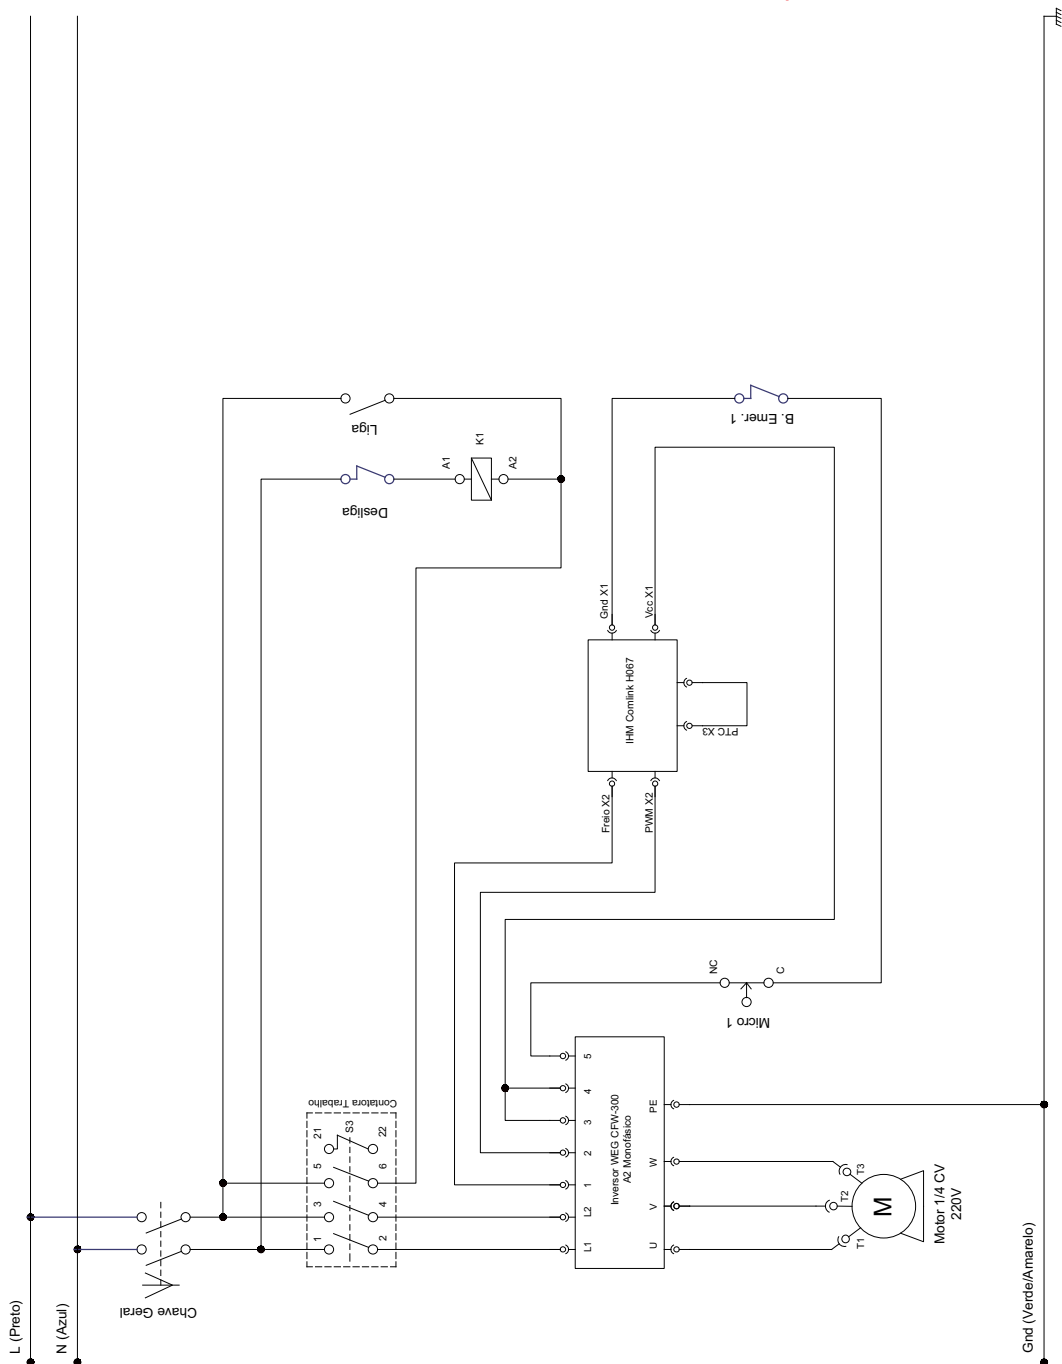 L (Preto)
N (Azul)
Chave Geral
Liga
Desliga
A1
K1
A2
B. Emer. 1
Gnd X1
Vcc X1
IHM Comlink H067
PTC X3
Freio X2
PWM X2
NC
C
Micro 1
Contatora Trabalho
21
S3
22
5
6
3
4
1
2
5
4
3
2
1
L2
L1
Inversor WEG CFW-300
A2 Monofásico
PE
W
V
U
T3
T2
T1
M
Motor 1/4 CV
220V
Gnd (Verde/Amarelo)